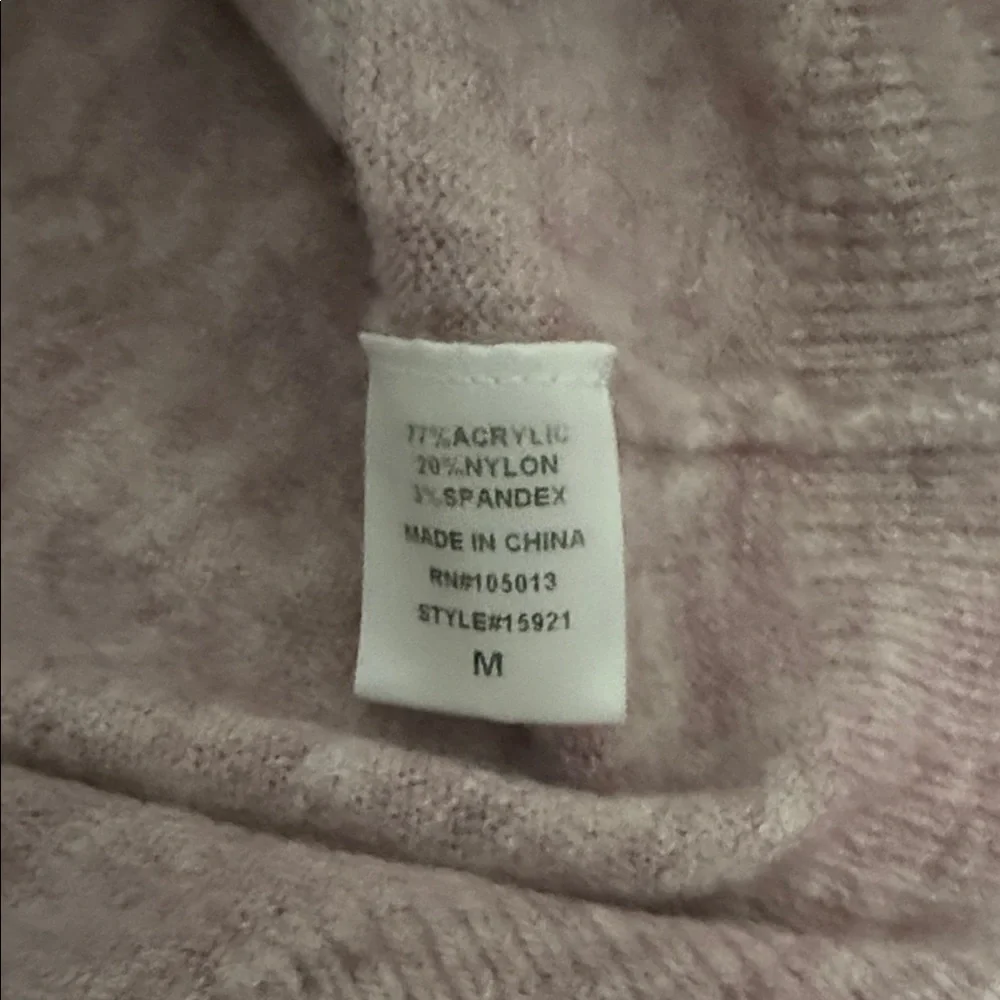 77%ACRYLIC
20%NYLON
3%SPANDEX
MADE IN CHINA
RN#105013
STYLE#15921
M